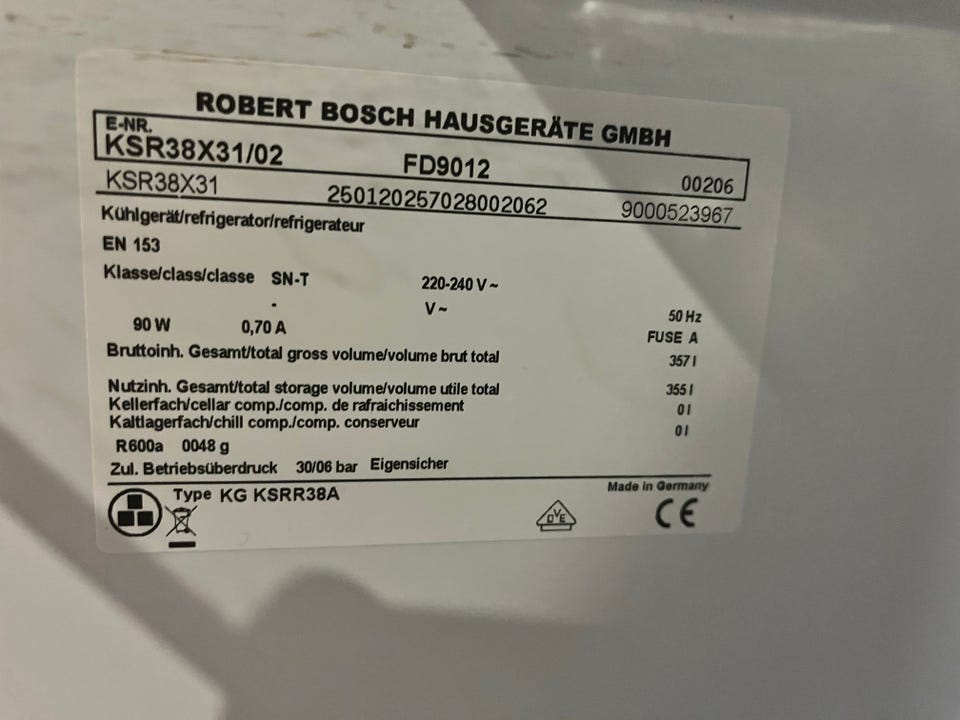 ROBERT BOSCH HAUSGERÄTE GMBH
E-NR.
KSR38X31/02 FD9012 00206
KSR38X31 250120257028002062 9000523967
Kühlgerät/refrigerator/refrigerateur
EN 153
Klasse/class/classe SN-T 220-240 V ~
- V ~ 50 Hz
90 W 0,70 A FUSE A
Bruttoinh. Gesamt/total gross volume/volume brut total 357 l
Nutzinh. Gesamt/total storage volume/volume utile total 355 l
Kellerfach/cellar comp./comp. de rafraichissement 0 l
Kaltlagerfach/chill comp./comp. conserveur 0 l
R600a 0048 g
Zul. Betriebsüberdruck 30/06 bar Eigensicher
Type KG KSRR38A Made in Germany
DVE CE